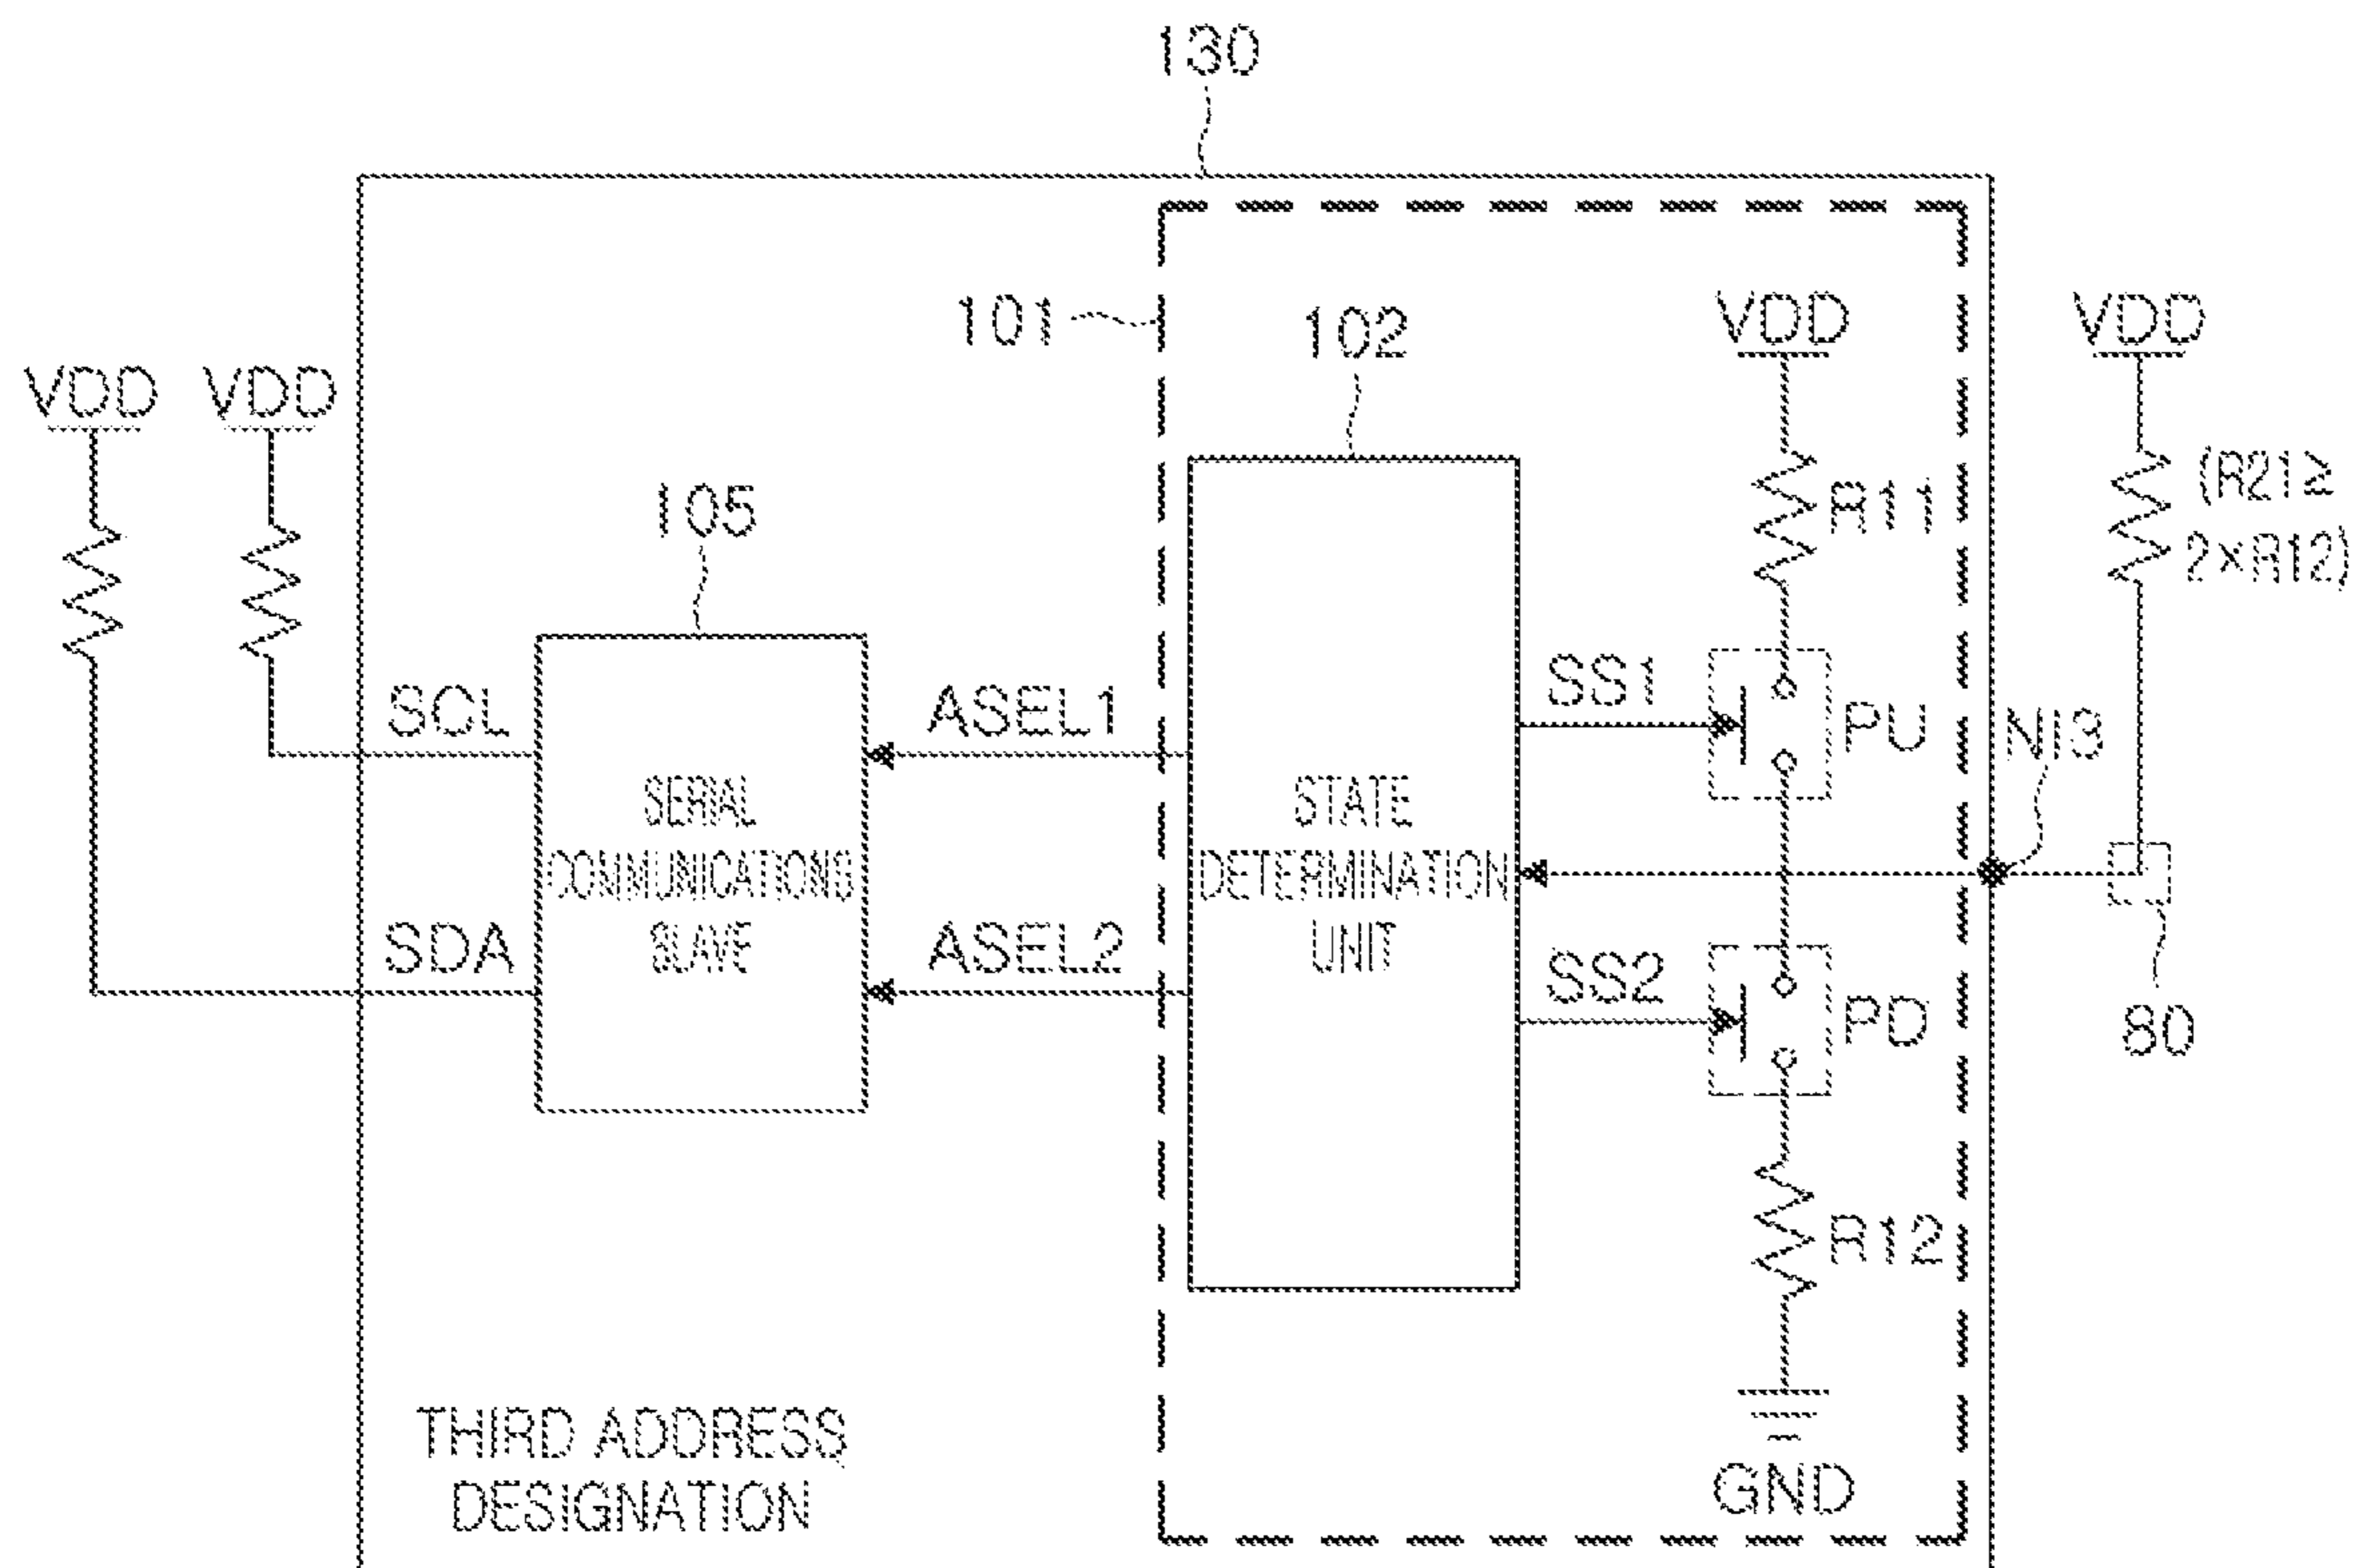 130
101
102
VDD
VDD
VDD
VDD
105
R11
(R21≥
2×R12)
SCL
ASEL1
SS1
PU
NI3
SERIAL
COMMUNICATIONS
SLAVE
STATE
DETERMINATION
UNIT
SDA
ASEL2
SS2
PD
80
R12
THIRD ADDRESS
DESIGNATION
GND